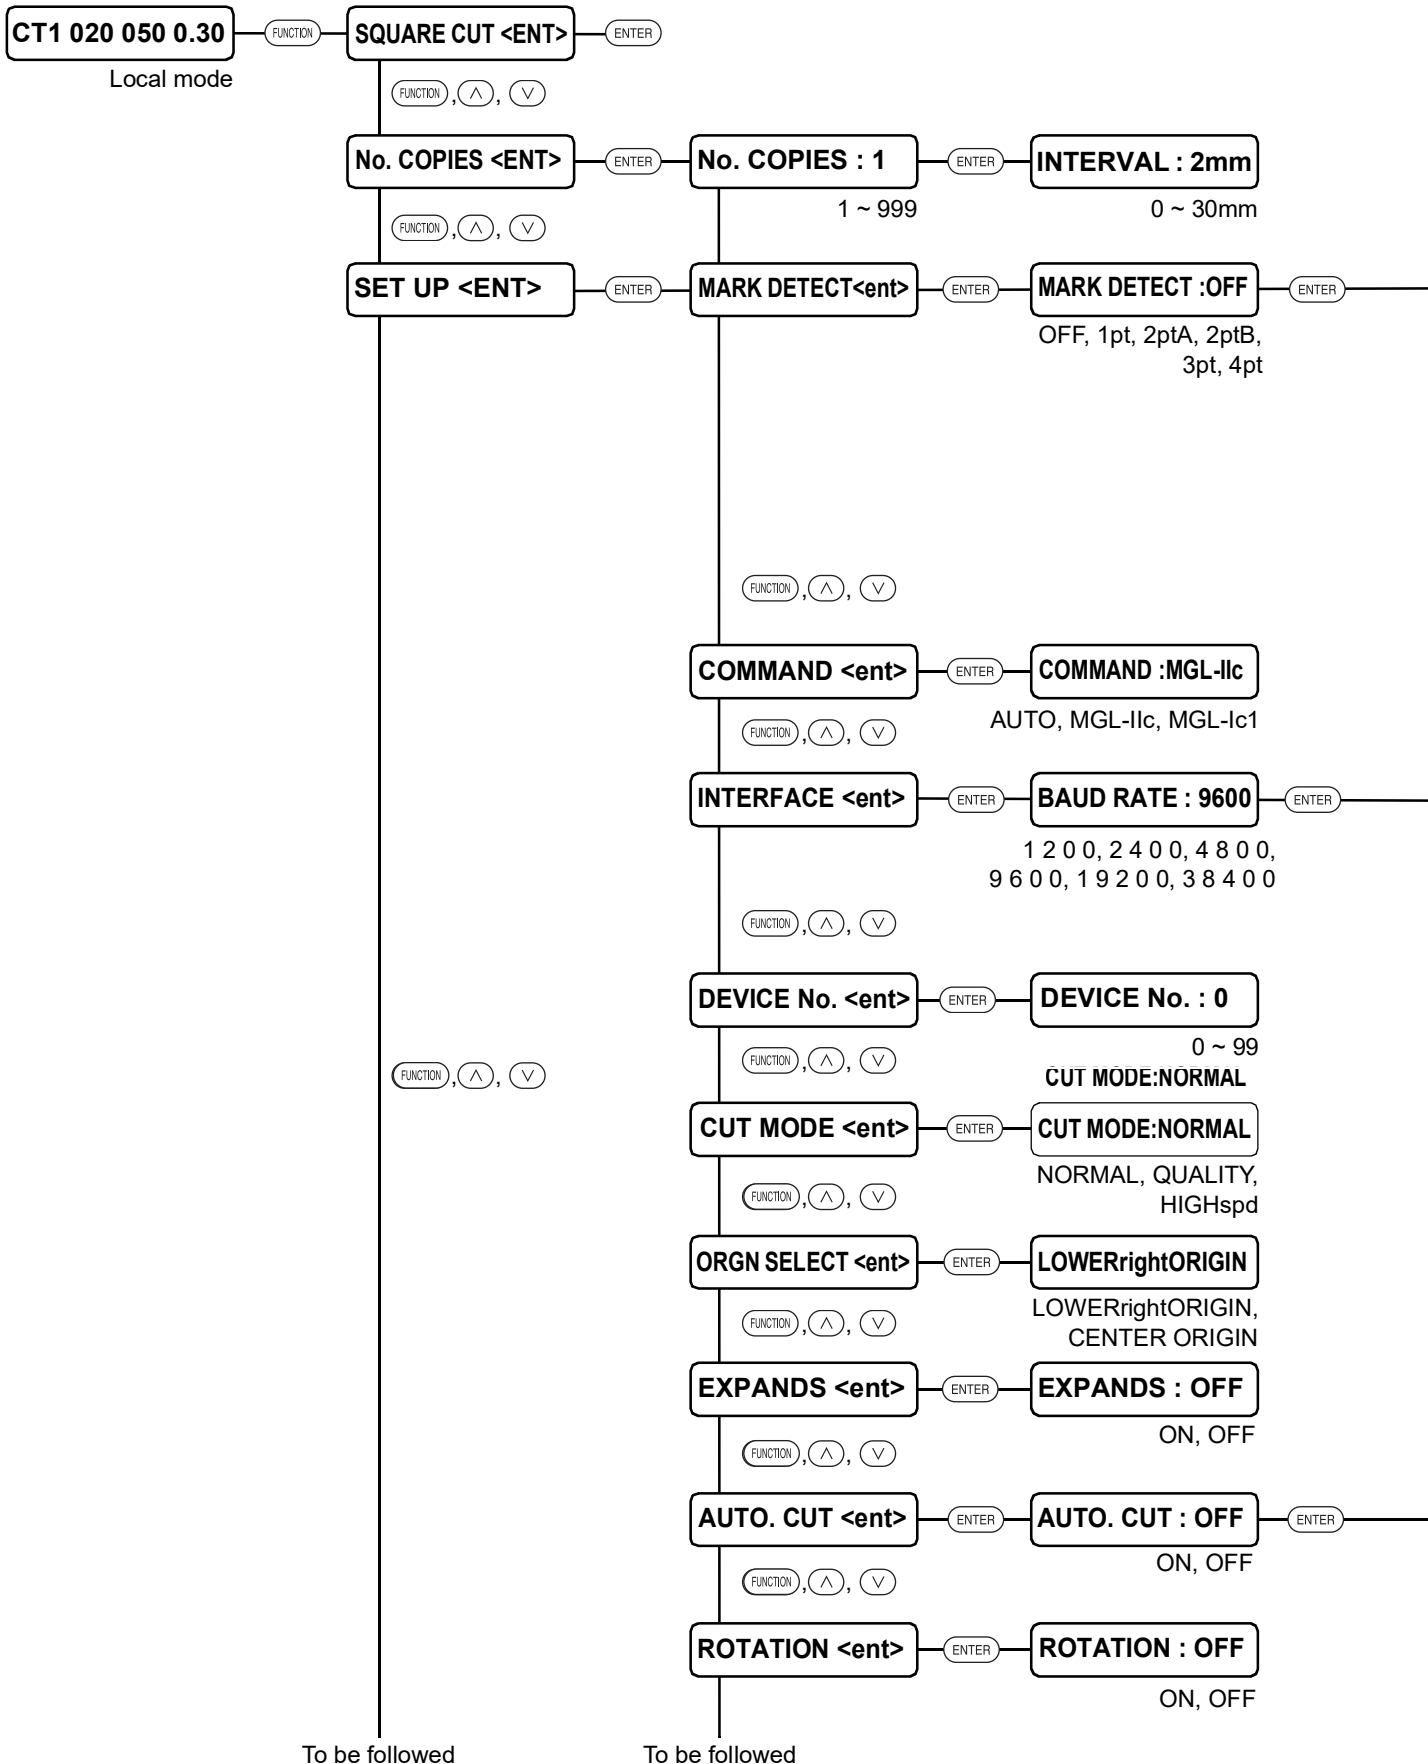 CT1 020 050 0.30 FUNCTION SQUARE CUT <ENT> ENTER
Local mode
FUNCTION , ∧ , ∨
No. COPIES <ENT> ENTER No. COPIES : 1 ENTER INTERVAL : 2mm
1 ~ 999 0 ~ 30mm
FUNCTION , ∧ , ∨
SET UP <ENT> ENTER MARK DETECT<ent> ENTER MARK DETECT :OFF ENTER
OFF, 1pt, 2ptA, 2ptB,
3pt, 4pt
FUNCTION , ∧ , ∨
COMMAND <ent> ENTER COMMAND :MGL-IIc
AUTO, MGL-IIc, MGL-Ic1
FUNCTION , ∧ , ∨
INTERFACE <ent> ENTER BAUD RATE : 9600 ENTER
1 2 0 0, 2 4 0 0, 4 8 0 0,
9 6 0 0, 1 9 2 0 0, 3 8 4 0 0
FUNCTION , ∧ , ∨
DEVICE No. <ent> ENTER DEVICE No. : 0
0 ~ 99
FUNCTION , ∧ , ∨
FUNCTION , ∧ , ∨
CUT MODE:NORMAL
CUT MODE <ent> ENTER CUT MODE:NORMAL
NORMAL, QUALITY,
HIGHspd
FUNCTION , ∧ , ∨
ORGN SELECT <ent> ENTER LOWERrightORIGIN
LOWERrightORIGIN,
CENTER ORIGIN
FUNCTION , ∧ , ∨
EXPANDS <ent> ENTER EXPANDS : OFF
ON, OFF
FUNCTION , ∧ , ∨
AUTO. CUT <ent> ENTER AUTO. CUT : OFF ENTER
ON, OFF
FUNCTION , ∧ , ∨
ROTATION <ent> ENTER ROTATION : OFF
ON, OFF
To be followed To be followed